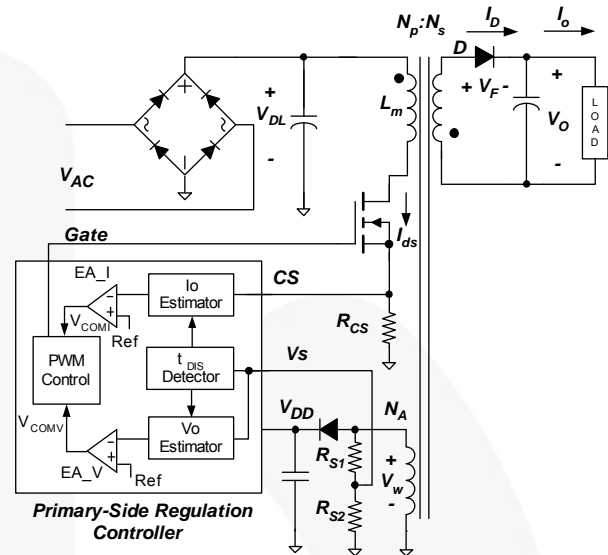 Np:Ns
ID
Io
D
+ VF -
+
VDL
-
Lm
+
VO
-
LOAD
VAC
Gate
Ids
EA_I
CS
Io
Estimator
VCOMI
Ref
RCS
PWM
Control
tDIS
Detector
Vs
VDD
NA
VCOMV
Vo
Estimator
RS1
+
Vw
-
EA_V
Ref
RS2
Primary-Side Regulation
Controller